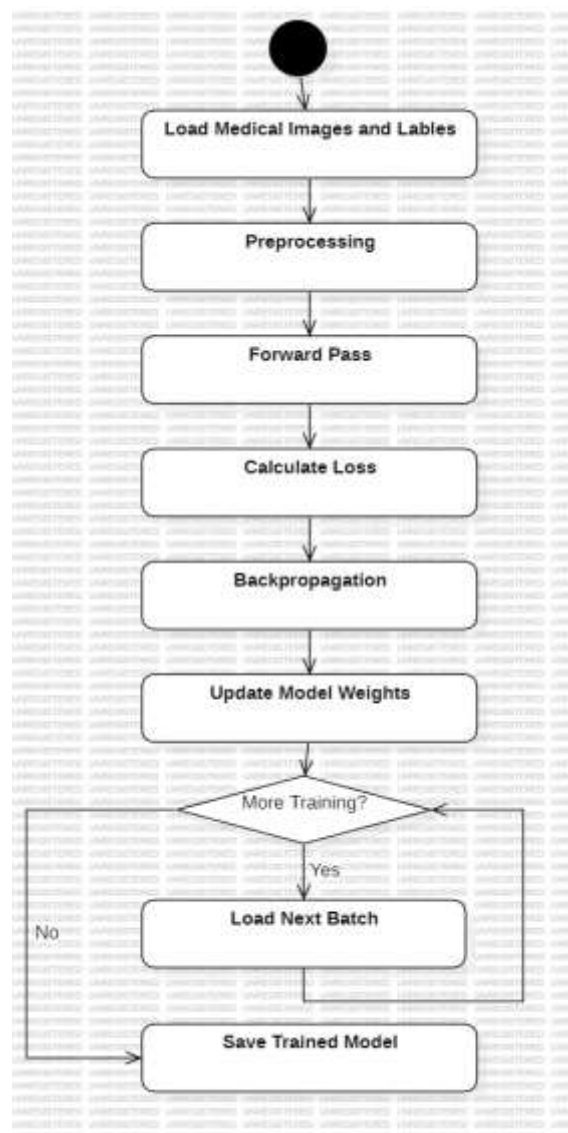 Load Medical Images and Lables
Preprocessing
Forward Pass
Calculate Loss
Backpropagation
Update Model Weights
More Training?
Yes
Load Next Batch
No
Save Trained Model